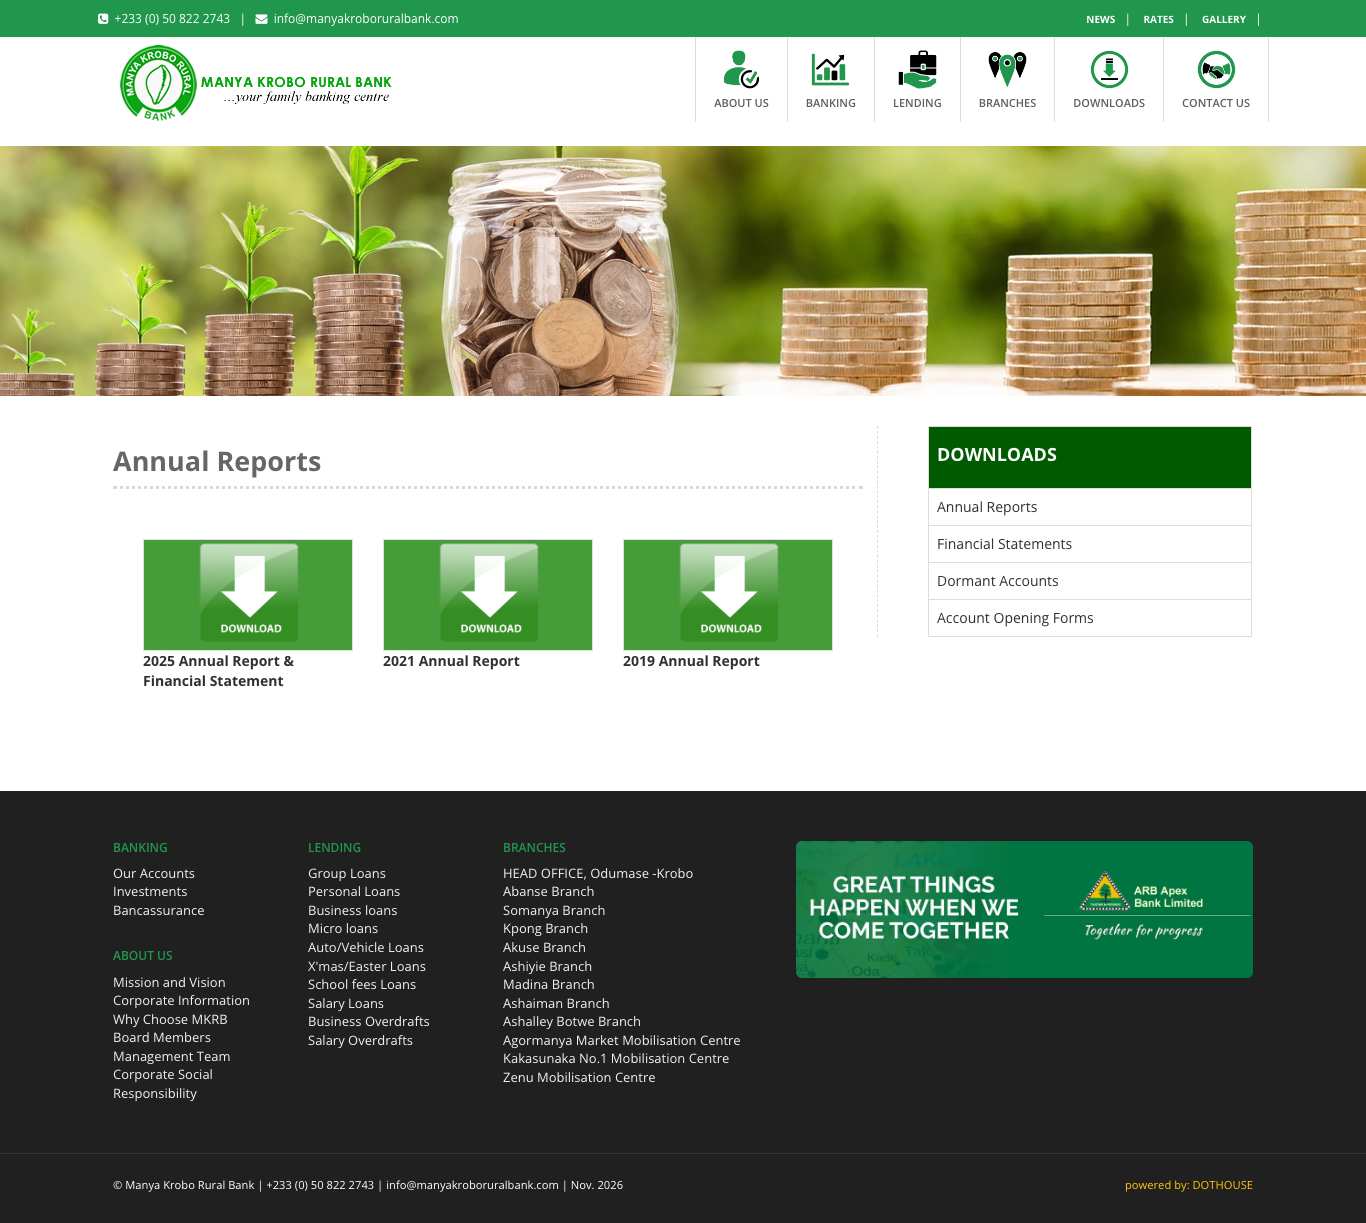 +233 (0) 50 822 2743 | info@manyakroboruralbank.com
NEWS | RATES | GALLERY |
MANYA KROBO RURAL
BANK
MANYA KROBO RURAL BANK
...your family banking centre
ABOUT US
BANKING
LENDING
BRANCHES
DOWNLOADS
CONTACT US
Annual Reports
DOWNLOAD
2025 Annual Report &
Financial Statement
DOWNLOAD
2021 Annual Report
DOWNLOAD
2019 Annual Report
DOWNLOADS
Annual Reports
Financial Statements
Dormant Accounts
Account Opening Forms
BANKING
Our Accounts
Investments
Bancassurance
ABOUT US
Mission and Vision
Corporate Information
Why Choose MKRB
Board Members
Management Team
Corporate Social
Responsibility
LENDING
Group Loans
Personal Loans
Business loans
Micro loans
Auto/Vehicle Loans
X'mas/Easter Loans
School fees Loans
Salary Loans
Business Overdrafts
Salary Overdrafts
BRANCHES
HEAD OFFICE, Odumase -Krobo
Abanse Branch
Somanya Branch
Kpong Branch
Akuse Branch
Ashiyie Branch
Madina Branch
Ashaiman Branch
Ashalley Botwe Branch
Agormanya Market Mobilisation Centre
Kakasunaka No.1 Mobilisation Centre
Zenu Mobilisation Centre
LAKE
GREAT THINGS
HAPPEN WHEN WE
COME TOGETHER
Oda
ARB Apex
Bank Limited
Together for progress
© Manya Krobo Rural Bank | +233 (0) 50 822 2743 | info@manyakroboruralbank.com | Nov. 2026
powered by: DOTHOUSE